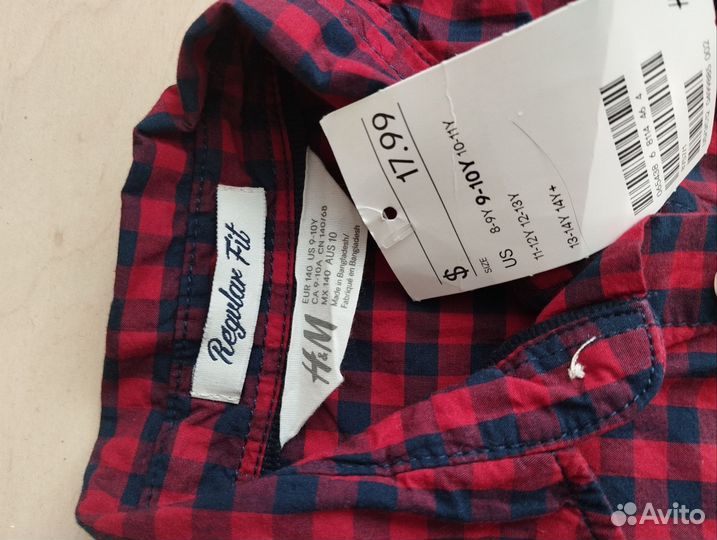 Regular Fit
H&M
EUR 140 US 9-10Y
CA 9-10A CN 140/68
MX 140 AUS 10
Made in Bangladesh/
Fabriqué en Bangladesh
$ 17.99
SIZE
US 8-9Y 9-10Y 10-11Y
11-12Y 12-13Y
13-14Y 14Y+
Avito